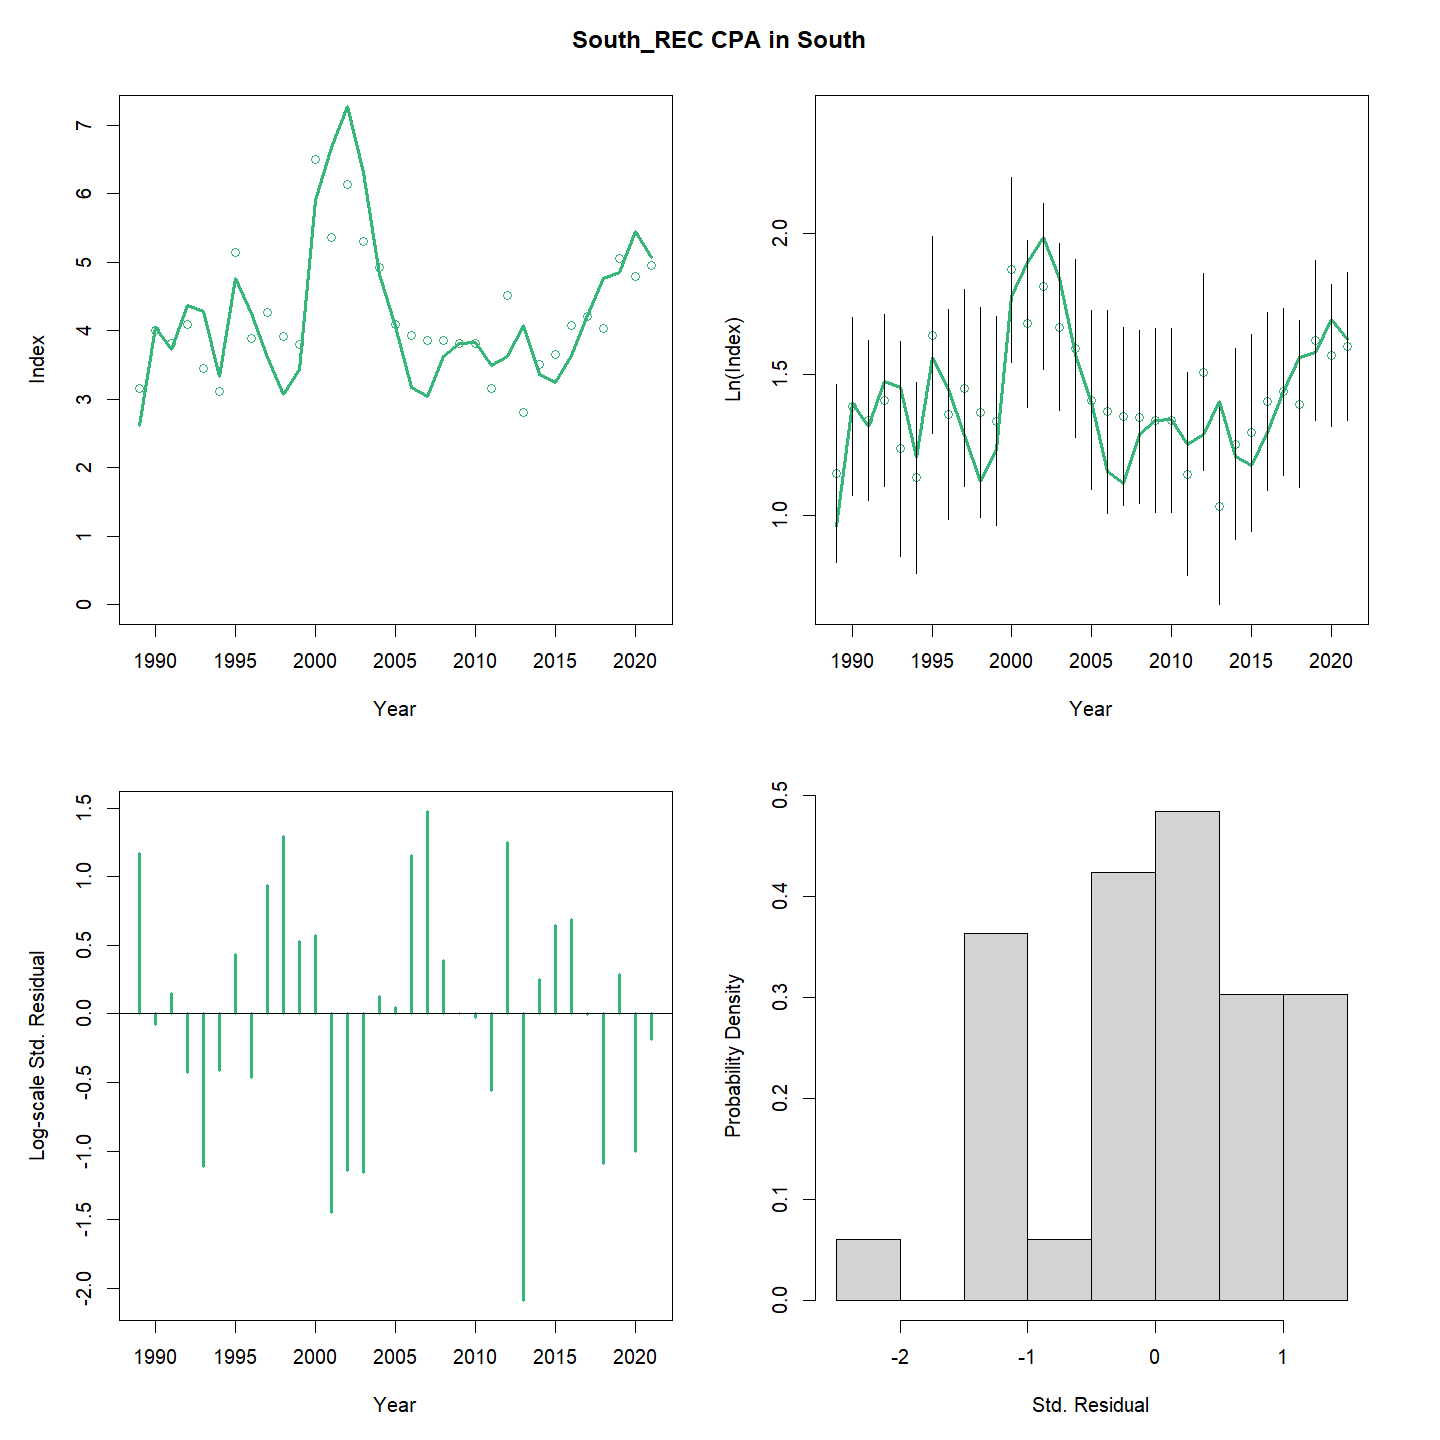 South_REC CPA in South
Index
0 1 2 3 4 5 6 7
1990 1995 2000 2005 2010 2015 2020
Year
Ln(Index)
1.0 1.5 2.0
1990 1995 2000 2005 2010 2015 2020
Year
Log-scale Std. Residual
-2.0 -1.5 -1.0 -0.5 0.0 0.5 1.0 1.5
1990 1995 2000 2005 2010 2015 2020
Year
Probability Density
0.0 0.1 0.2 0.3 0.4 0.5
-2 -1 0 1
Std. Residual